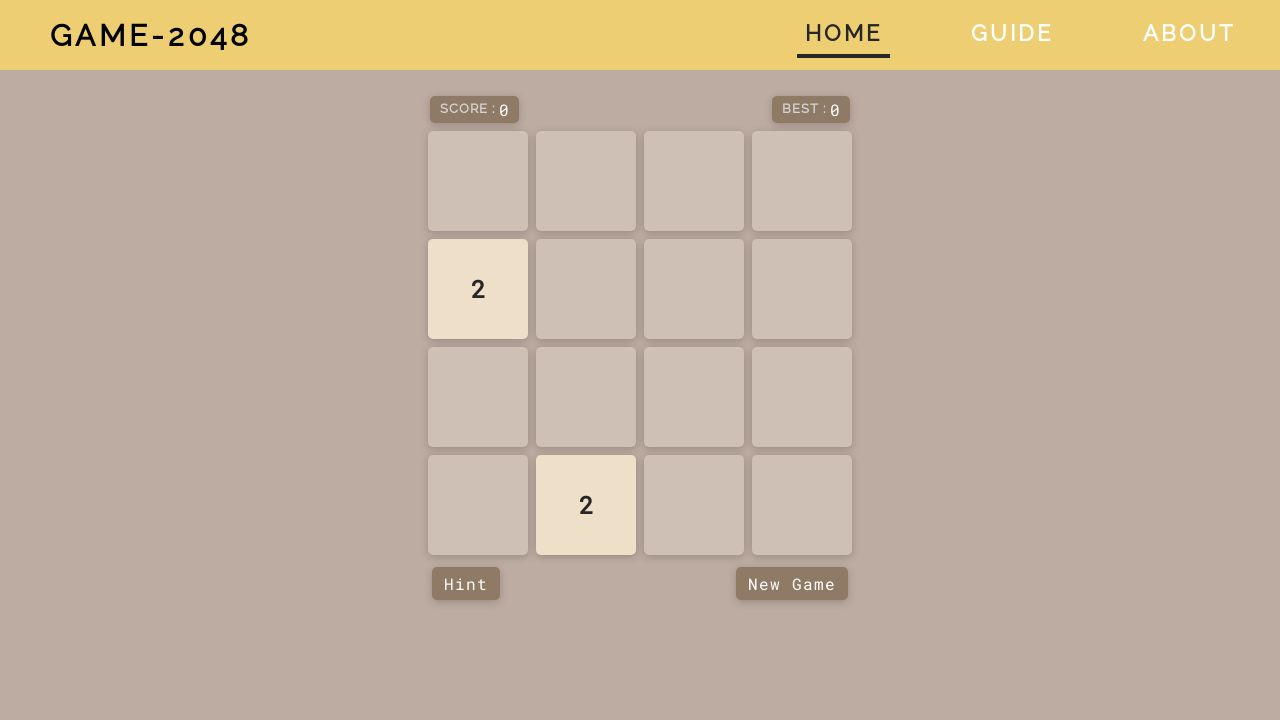 GAME-2048
HOME GUIDE ABOUT
SCORE : 0
BEST : 0
2
2
Hint
New Game